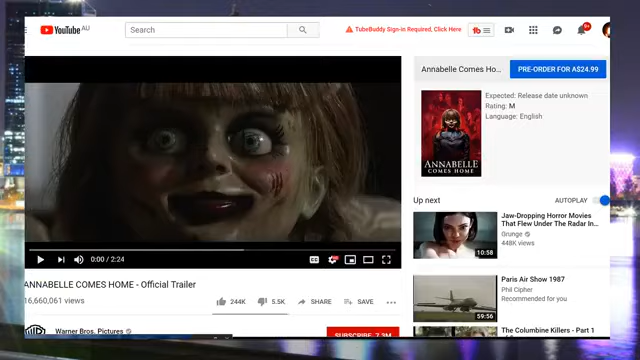 YouTube AU
Search
TubeBuddy Sign-in Required, Click Here
tb
9+
Annabelle Comes Ho...
PRE-ORDER FOR A$24.99
Expected: Release date unknown
Rating: M
Language: English
ANNABELLE
COMES HOME
0:00 / 2:24
CC
HD
Up next
AUTOPLAY
Jaw-Dropping Horror Movies
That Flew Under The Radar In...
Grunge
448K views
10:58
ANNABELLE COMES HOME - Official Trailer
16,660,061 views
244K
5.5K
SHARE
SAVE
Paris Air Show 1987
Phil Cipher
Recommended for you
59:56
Warner Bros. Pictures
SUBSCRIBE 7.3M
The Columbine Killers - Part 1